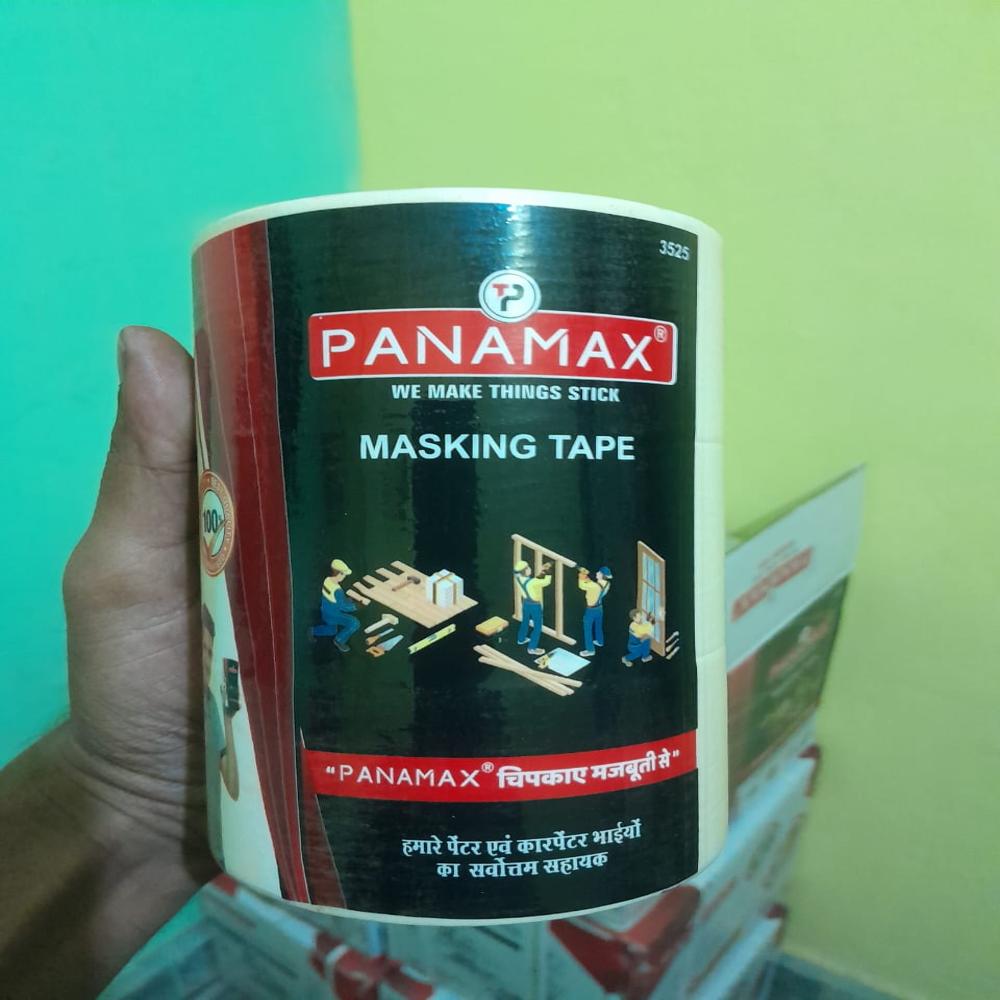 3525
TP
PANAMAX®
WE MAKE THINGS STICK
MASKING TAPE
100%
"PANAMAX® चिपकाए मजबूती से"
हमारे पेंटर एवं कारपेंटर भाईयों
का सर्वोत्तम सहायक